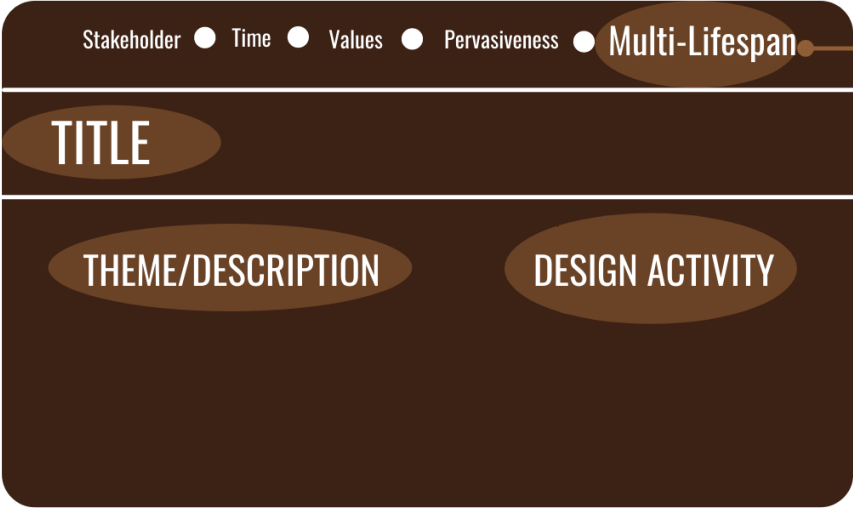 Stakeholder Time Values Pervasiveness Multi-Lifespan
TITLE
THEME/DESCRIPTION DESIGN ACTIVITY